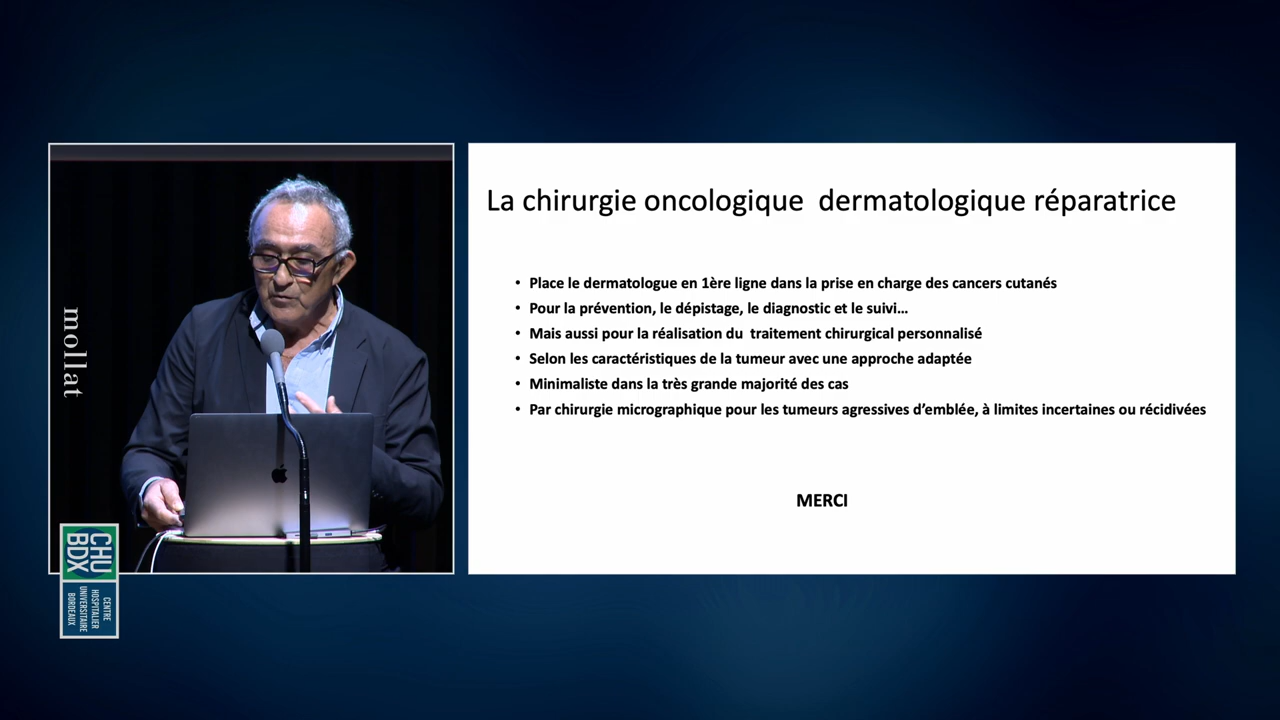 mollat
CHU
BDX
CENTRE
HOSPITALIER
UNIVERSITAIRE
BORDEAUX
La chirurgie oncologique  dermatologique réparatrice
• Place le dermatologue en 1ère ligne dans la prise en charge des cancers cutanés
• Pour la prévention, le dépistage, le diagnostic et le suivi…
• Mais aussi pour la réalisation du  traitement chirurgical personnalisé
• Selon les caractéristiques de la tumeur avec une approche adaptée
• Minimaliste dans la très grande majorité des cas
• Par chirurgie micrographique pour les tumeurs agressives d’emblée, à limites incertaines ou récidivées
MERCI